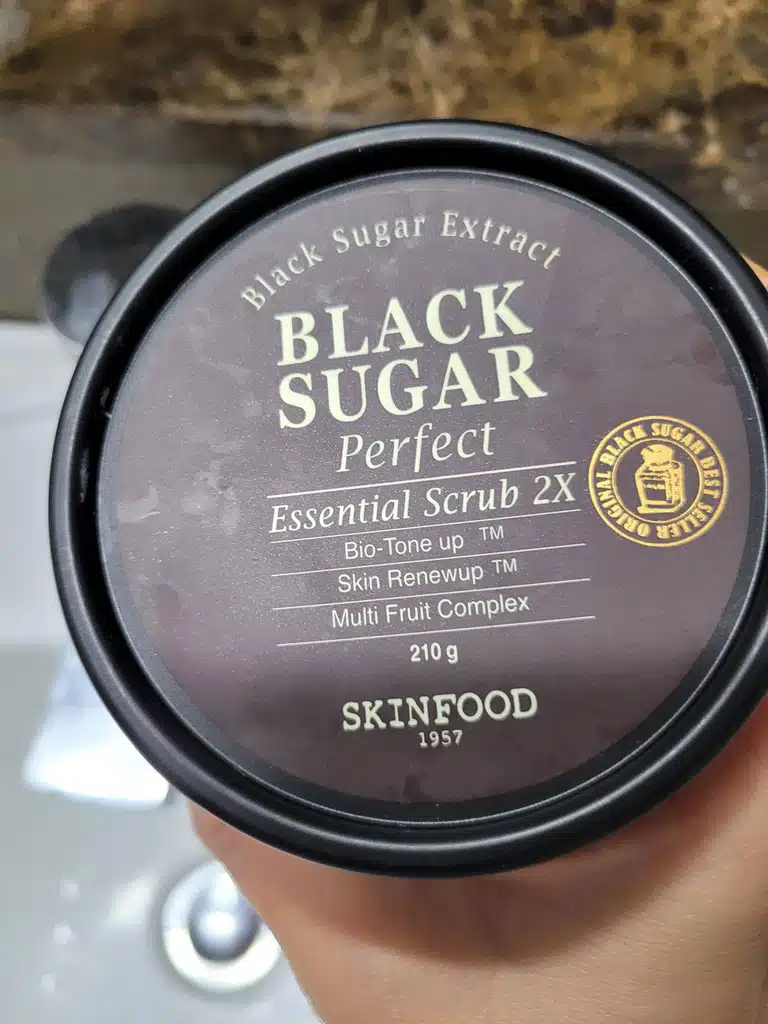 Black Sugar Extract
BLACK
SUGAR
Perfect
Essential Scrub 2X
Bio-Tone up ™
Skin Renewup ™
Multi Fruit Complex
210 g
SKINFOOD
1957
ORIGINAL BLACK SUGAR BEST SELLER